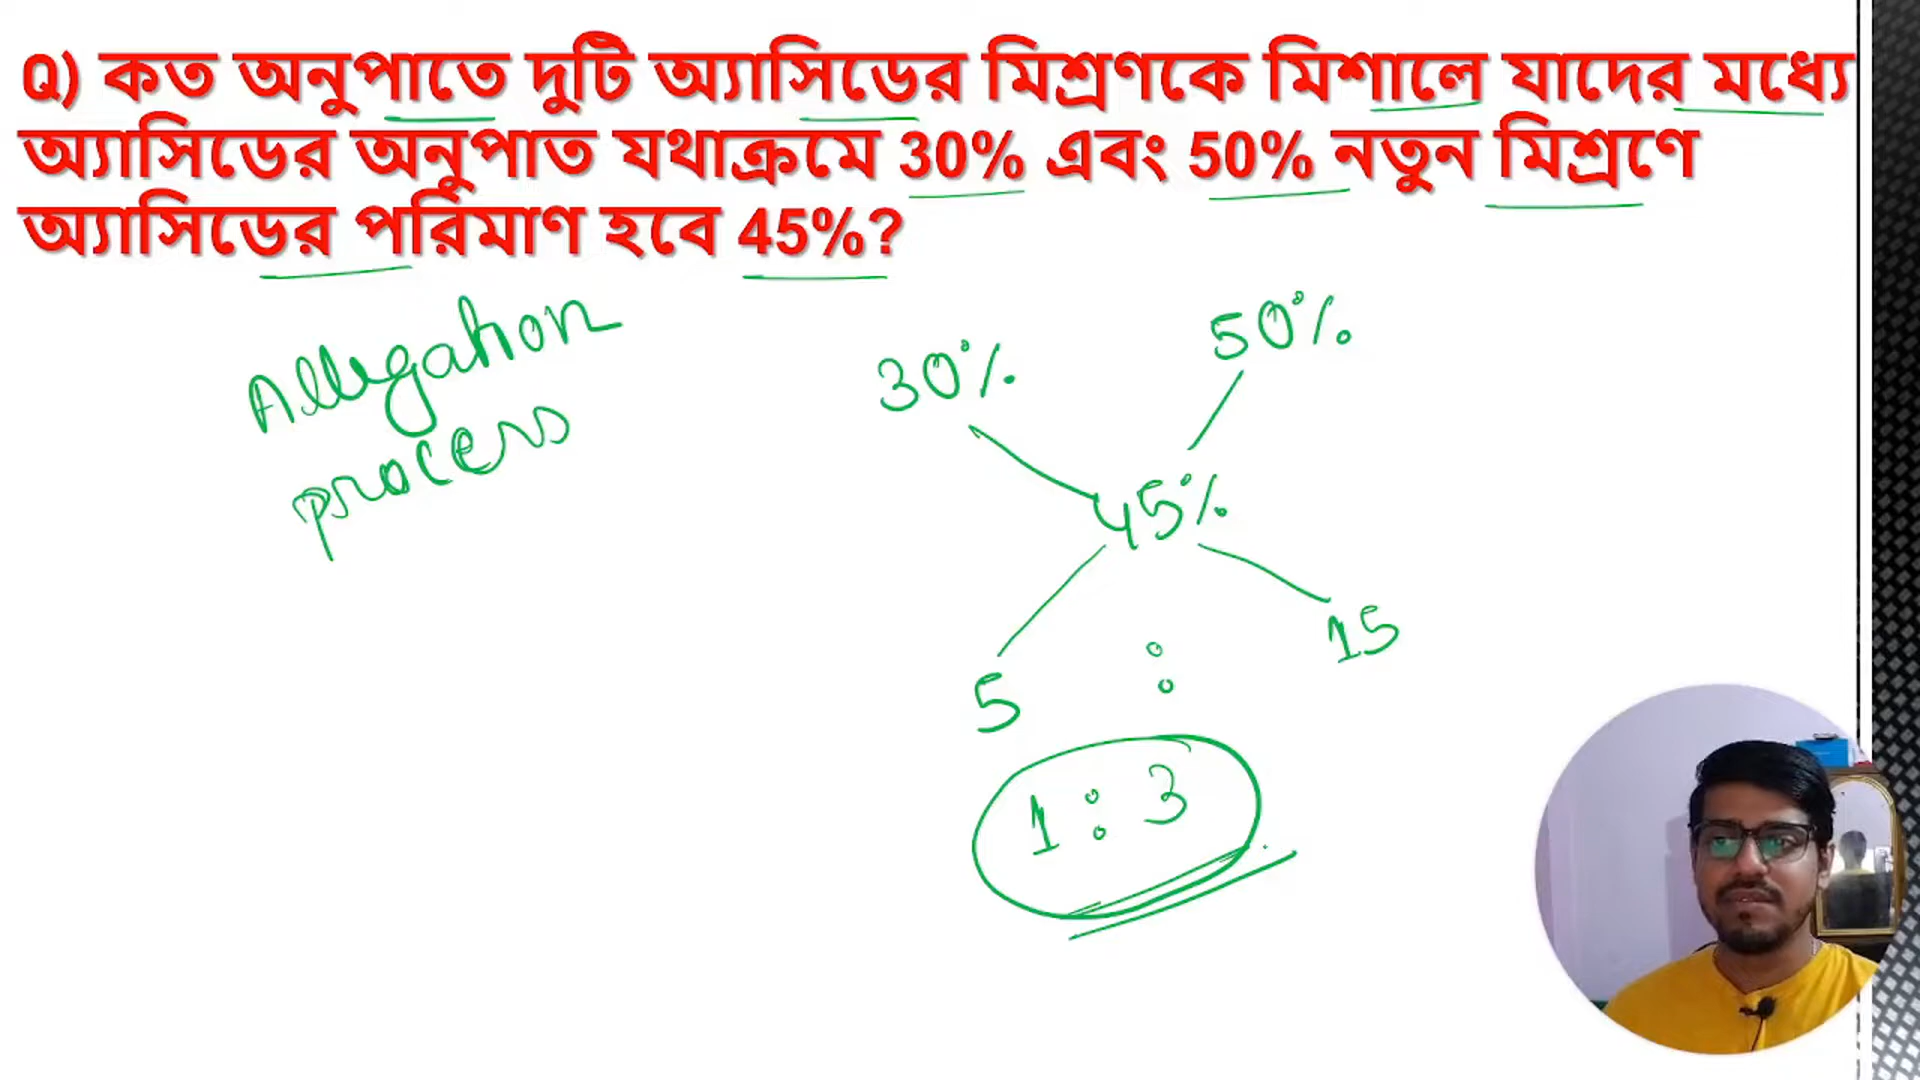 Q) কত অনুপাতে দুটি অ্যাসিডের মিশ্রণকে মিশালে যাদের মধ্যে
অ্যাসিডের অনুপাত যথাক্রমে 30% এবং 50% নতুন মিশ্রণে
অ্যাসিডের পরিমাণ হবে 45%?
Allegation
process
30% 50%
45%
5 : 15
1 : 3